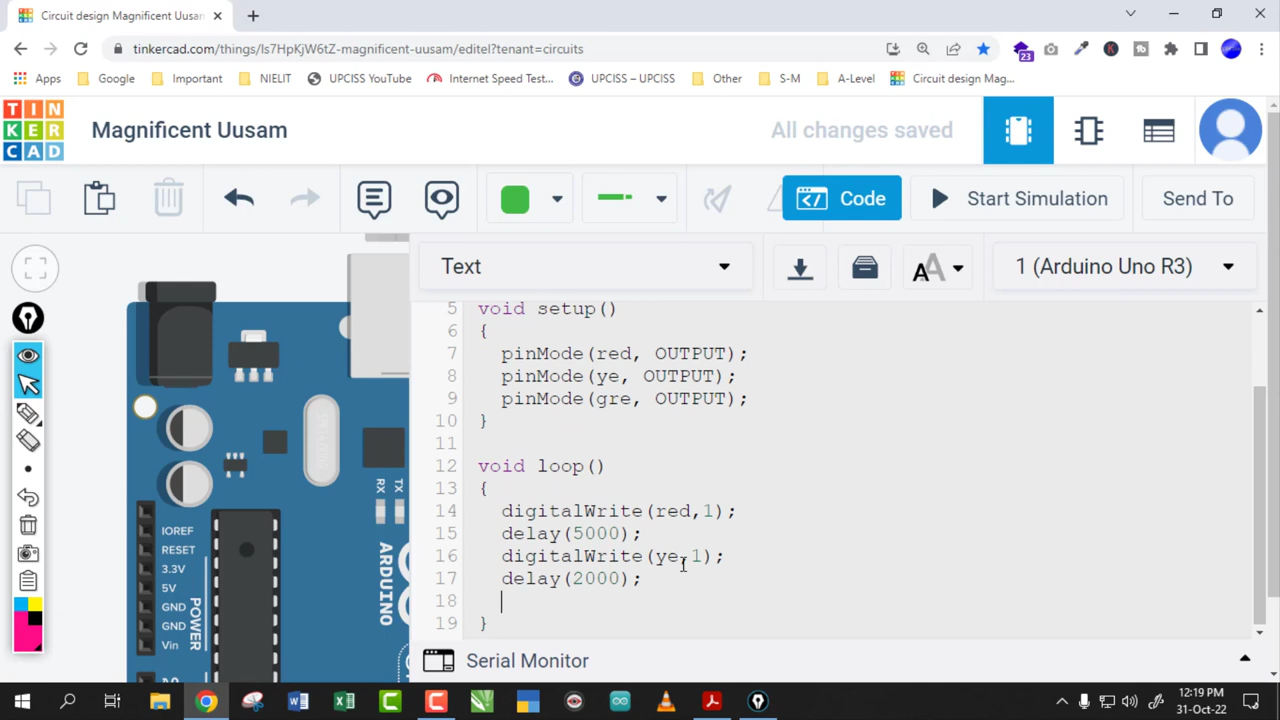 Circuit design Magnificent Uusam
tinkercad.com/things/ls7HpKjW6tZ-magnificent-uusam/editel?tenant=circuits
23
Apps
Google
Important
NIELIT
UPCISS YouTube
Internet Speed Test...
UPCISS – UPCISS
Other
S-M
A-Level
Circuit design Mag...
TIN
KER
CAD
Magnificent Uusam
All changes saved
Code
Start Simulation
Send To
Text
1 (Arduino Uno R3)
5 void setup()
6 {
7 pinMode(red, OUTPUT);
8 pinMode(ye, OUTPUT);
9 pinMode(gre, OUTPUT);
10 }
11
12 void loop()
13 {
14 digitalWrite(red,1);
15 delay(5000);
16 digitalWrite(ye,1);
17 delay(2000);
18
19 }
RX
TX
ARDUINO
IOREF
RESET
3.3V
5V
GND
GND
Vin
POWER
Serial Monitor
12:19 PM
31-Oct-22